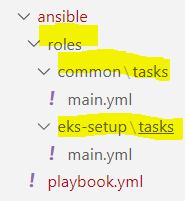 ansible
roles
common\tasks
! main.yml
eks-setup\tasks
! main.yml
! playbook.yml